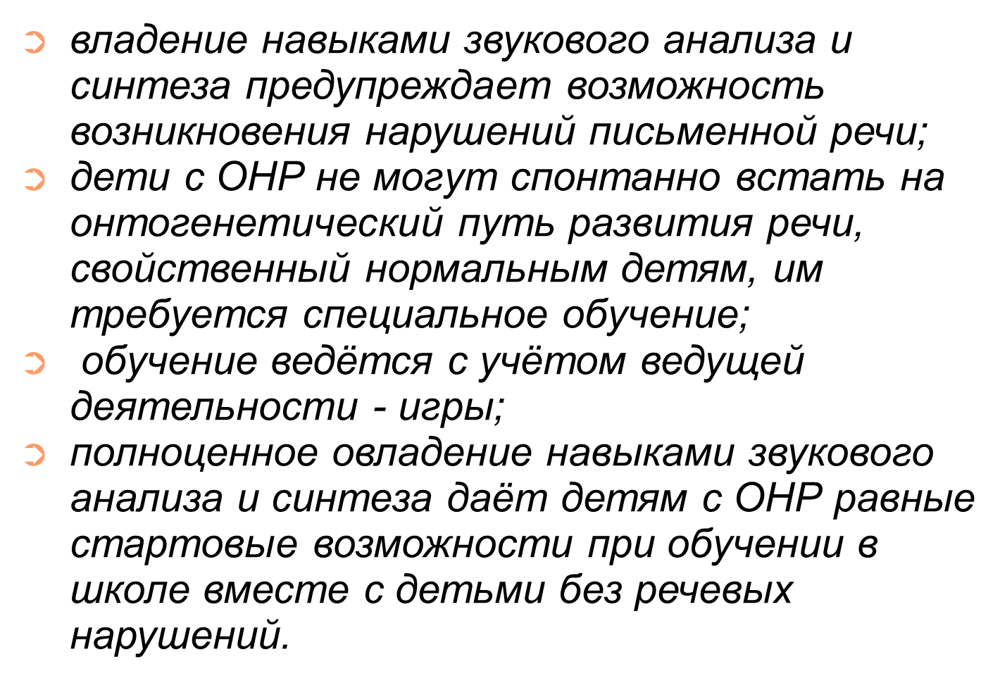 ➲ владение навыками звукового анализа и
синтеза предупреждает возможность
возникновения нарушений письменной речи;
➲ дети с ОНР не могут спонтанно встать на
онтогенетический путь развития речи,
свойственный нормальным детям, им
требуется специальное обучение;
➲ обучение ведётся с учётом ведущей
деятельности - игры;
➲ полноценное овладение навыками звукового
анализа и синтеза даёт детям с ОНР равные
стартовые возможности при обучении в
школе вместе с детьми без речевых
нарушений.